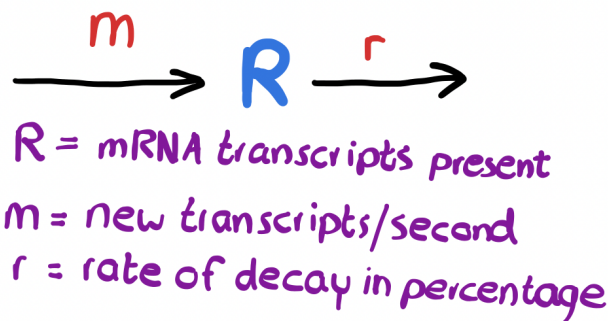 m
R
r
R = mRNA transcripts present
m = new transcripts/second
r = rate of decay in percentage